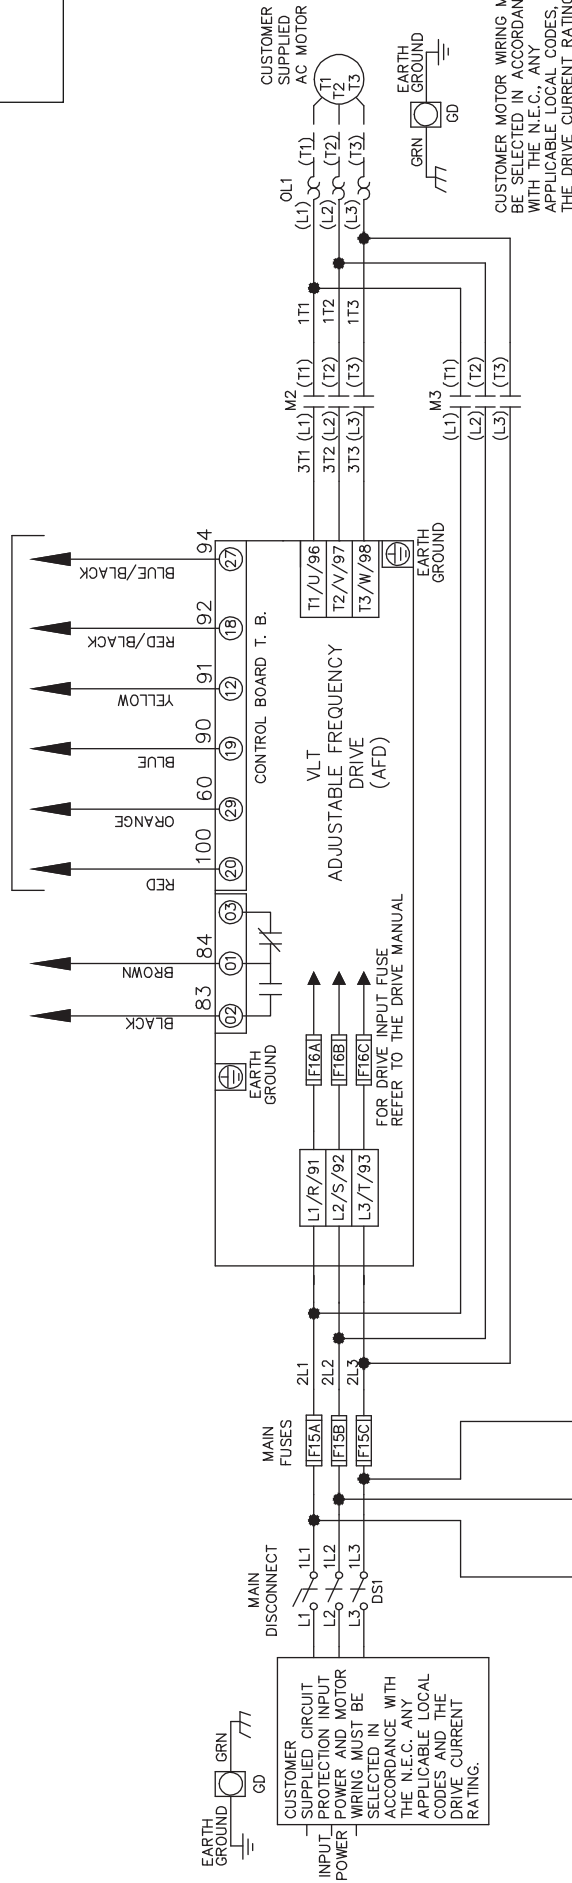 CUSTOMER
SUPPLIED
AC MOTOR
T1
T2
T3
EARTH
GROUND
GRN
GD
CUSTOMER MOTOR WIRING
BE SELECTED IN
WITH THE N.E.C., ANY
APPLICABLE LOCAL CODES,
THE DRIVE CURRENT
OL1
(L1) (T1)
(L2) (T2)
(L3) (T3)
1T1
1T2
1T3
M2
3T1 (L1) (T1)
3T2 (L2) (T2)
3T3 (L3) (T3)
M3
(L1) (T1)
(L2) (T2)
(L3) (T3)
BLACK
83
02
BROWN
84
01
03
RED
100
20
ORANGE
60
29
BLUE
90
19
YELLOW
91
12
RED/BLACK
92
18
BLUE/BLACK
94
27
CONTROL BOARD T. B.
T1/U/96
T2/V/97
T3/W/98
EARTH
GROUND
VLT
ADJUSTABLE FREQUENCY
DRIVE
(AFD)
EARTH
GROUND
F16A
F16B
F16C
FOR DRIVE INPUT FUSE
REFER TO THE DRIVE MANUAL
L1/R/91
L2/S/92
L3/T/93
2L1
2L2
2L3
MAIN
FUSES
F15A
F15B
F15C
MAIN
DISCONNECT
L1 1L1
L2 1L2
L3 1L3
DS1
EARTH
GROUND
GRN
GD
CUSTOMER
SUPPLIED CIRCUIT
PROTECTION INPUT
POWER AND MOTOR
WIRING MUST BE
SELECTED IN
ACCORDANCE WITH
THE N.E.C. ANY
APPLICABLE LOCAL
CODES AND THE
DRIVE CURRENT
RATING.
INPUT
POWER